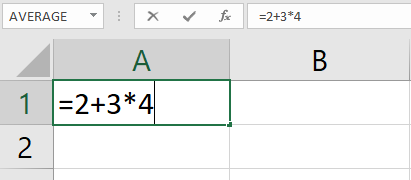 AVERAGE fx =2+3*4
A B
1 =2+3*4
2